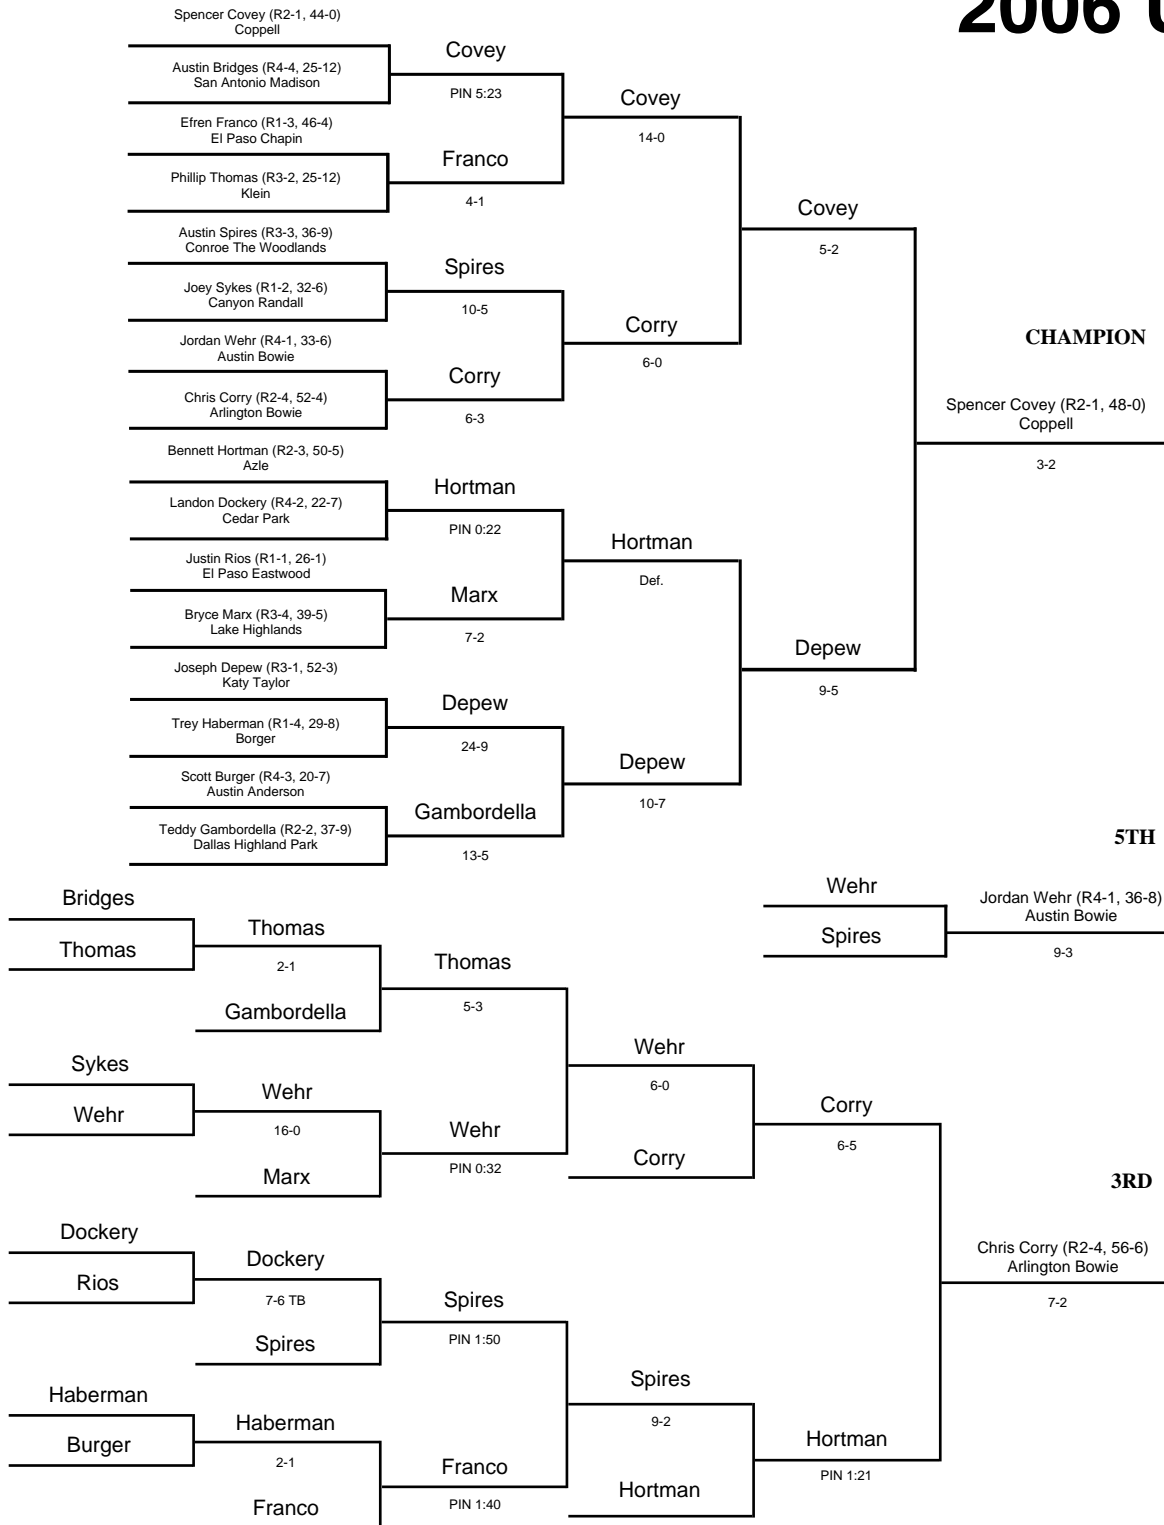 2006 U
Spencer Covey (R2-1, 44-0)
Coppell
Austin Bridges (R4-4, 25-12)
San Antonio Madison
Efren Franco (R1-3, 46-4)
El Paso Chapin
Phillip Thomas (R3-2, 25-12)
Klein
Austin Spires (R3-3, 36-9)
Conroe The Woodlands
Joey Sykes (R1-2, 32-6)
Canyon Randall
Jordan Wehr (R4-1, 33-6)
Austin Bowie
Chris Corry (R2-4, 52-4)
Arlington Bowie
Bennett Hortman (R2-3, 50-5)
Azle
Landon Dockery (R4-2, 22-7)
Cedar Park
Justin Rios (R1-1, 26-1)
El Paso Eastwood
Bryce Marx (R3-4, 39-5)
Lake Highlands
Joseph Depew (R3-1, 52-3)
Katy Taylor
Trey Haberman (R1-4, 29-8)
Borger
Scott Burger (R4-3, 20-7)
Austin Anderson
Teddy Gambordella (R2-2, 37-9)
Dallas Highland Park
Covey
PIN 5:23
Franco
4-1
Spires
10-5
Corry
6-3
Hortman
PIN 0:22
Marx
7-2
Depew
24-9
Gambordella
13-5
Covey
14-0
Corry
6-0
Hortman
Def.
Depew
10-7
Covey
5-2
Depew
9-5
CHAMPION
Spencer Covey (R2-1, 48-0)
Coppell
3-2
5TH
Wehr
Spires
Jordan Wehr (R4-1, 36-8)
Austin Bowie
9-3
Bridges
Thomas
Sykes
Wehr
Dockery
Rios
Haberman
Burger
Thomas
2-1
Gambordella
Wehr
16-0
Marx
Dockery
7-6 TB
Spires
Haberman
2-1
Franco
Thomas
5-3
Wehr
PIN 0:32
Spires
PIN 1:50
Franco
PIN 1:40
Wehr
6-0
Corry
Spires
9-2
Hortman
Corry
6-5
Hortman
PIN 1:21
3RD
Chris Corry (R2-4, 56-6)
Arlington Bowie
7-2